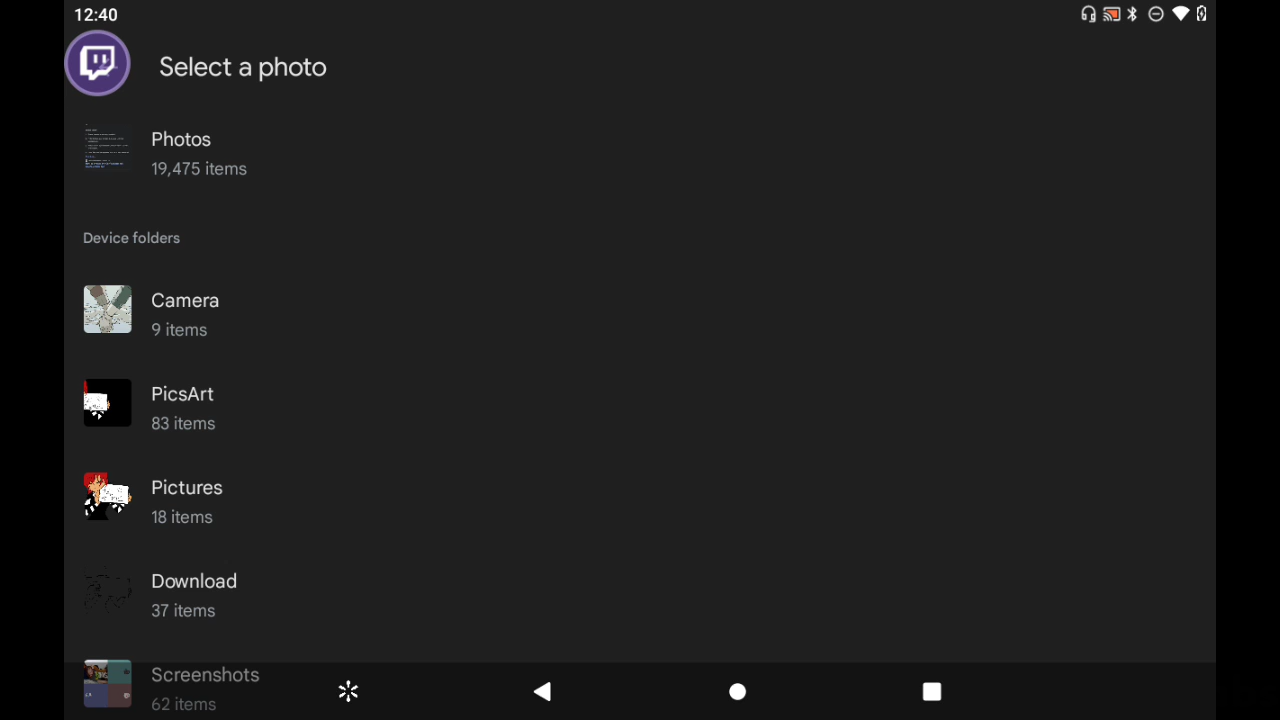 12:40
Select a photo
Photos
19,475 items
Device folders
Camera
9 items
PicsArt
83 items
Pictures
18 items
Download
37 items
Screenshots
62 items